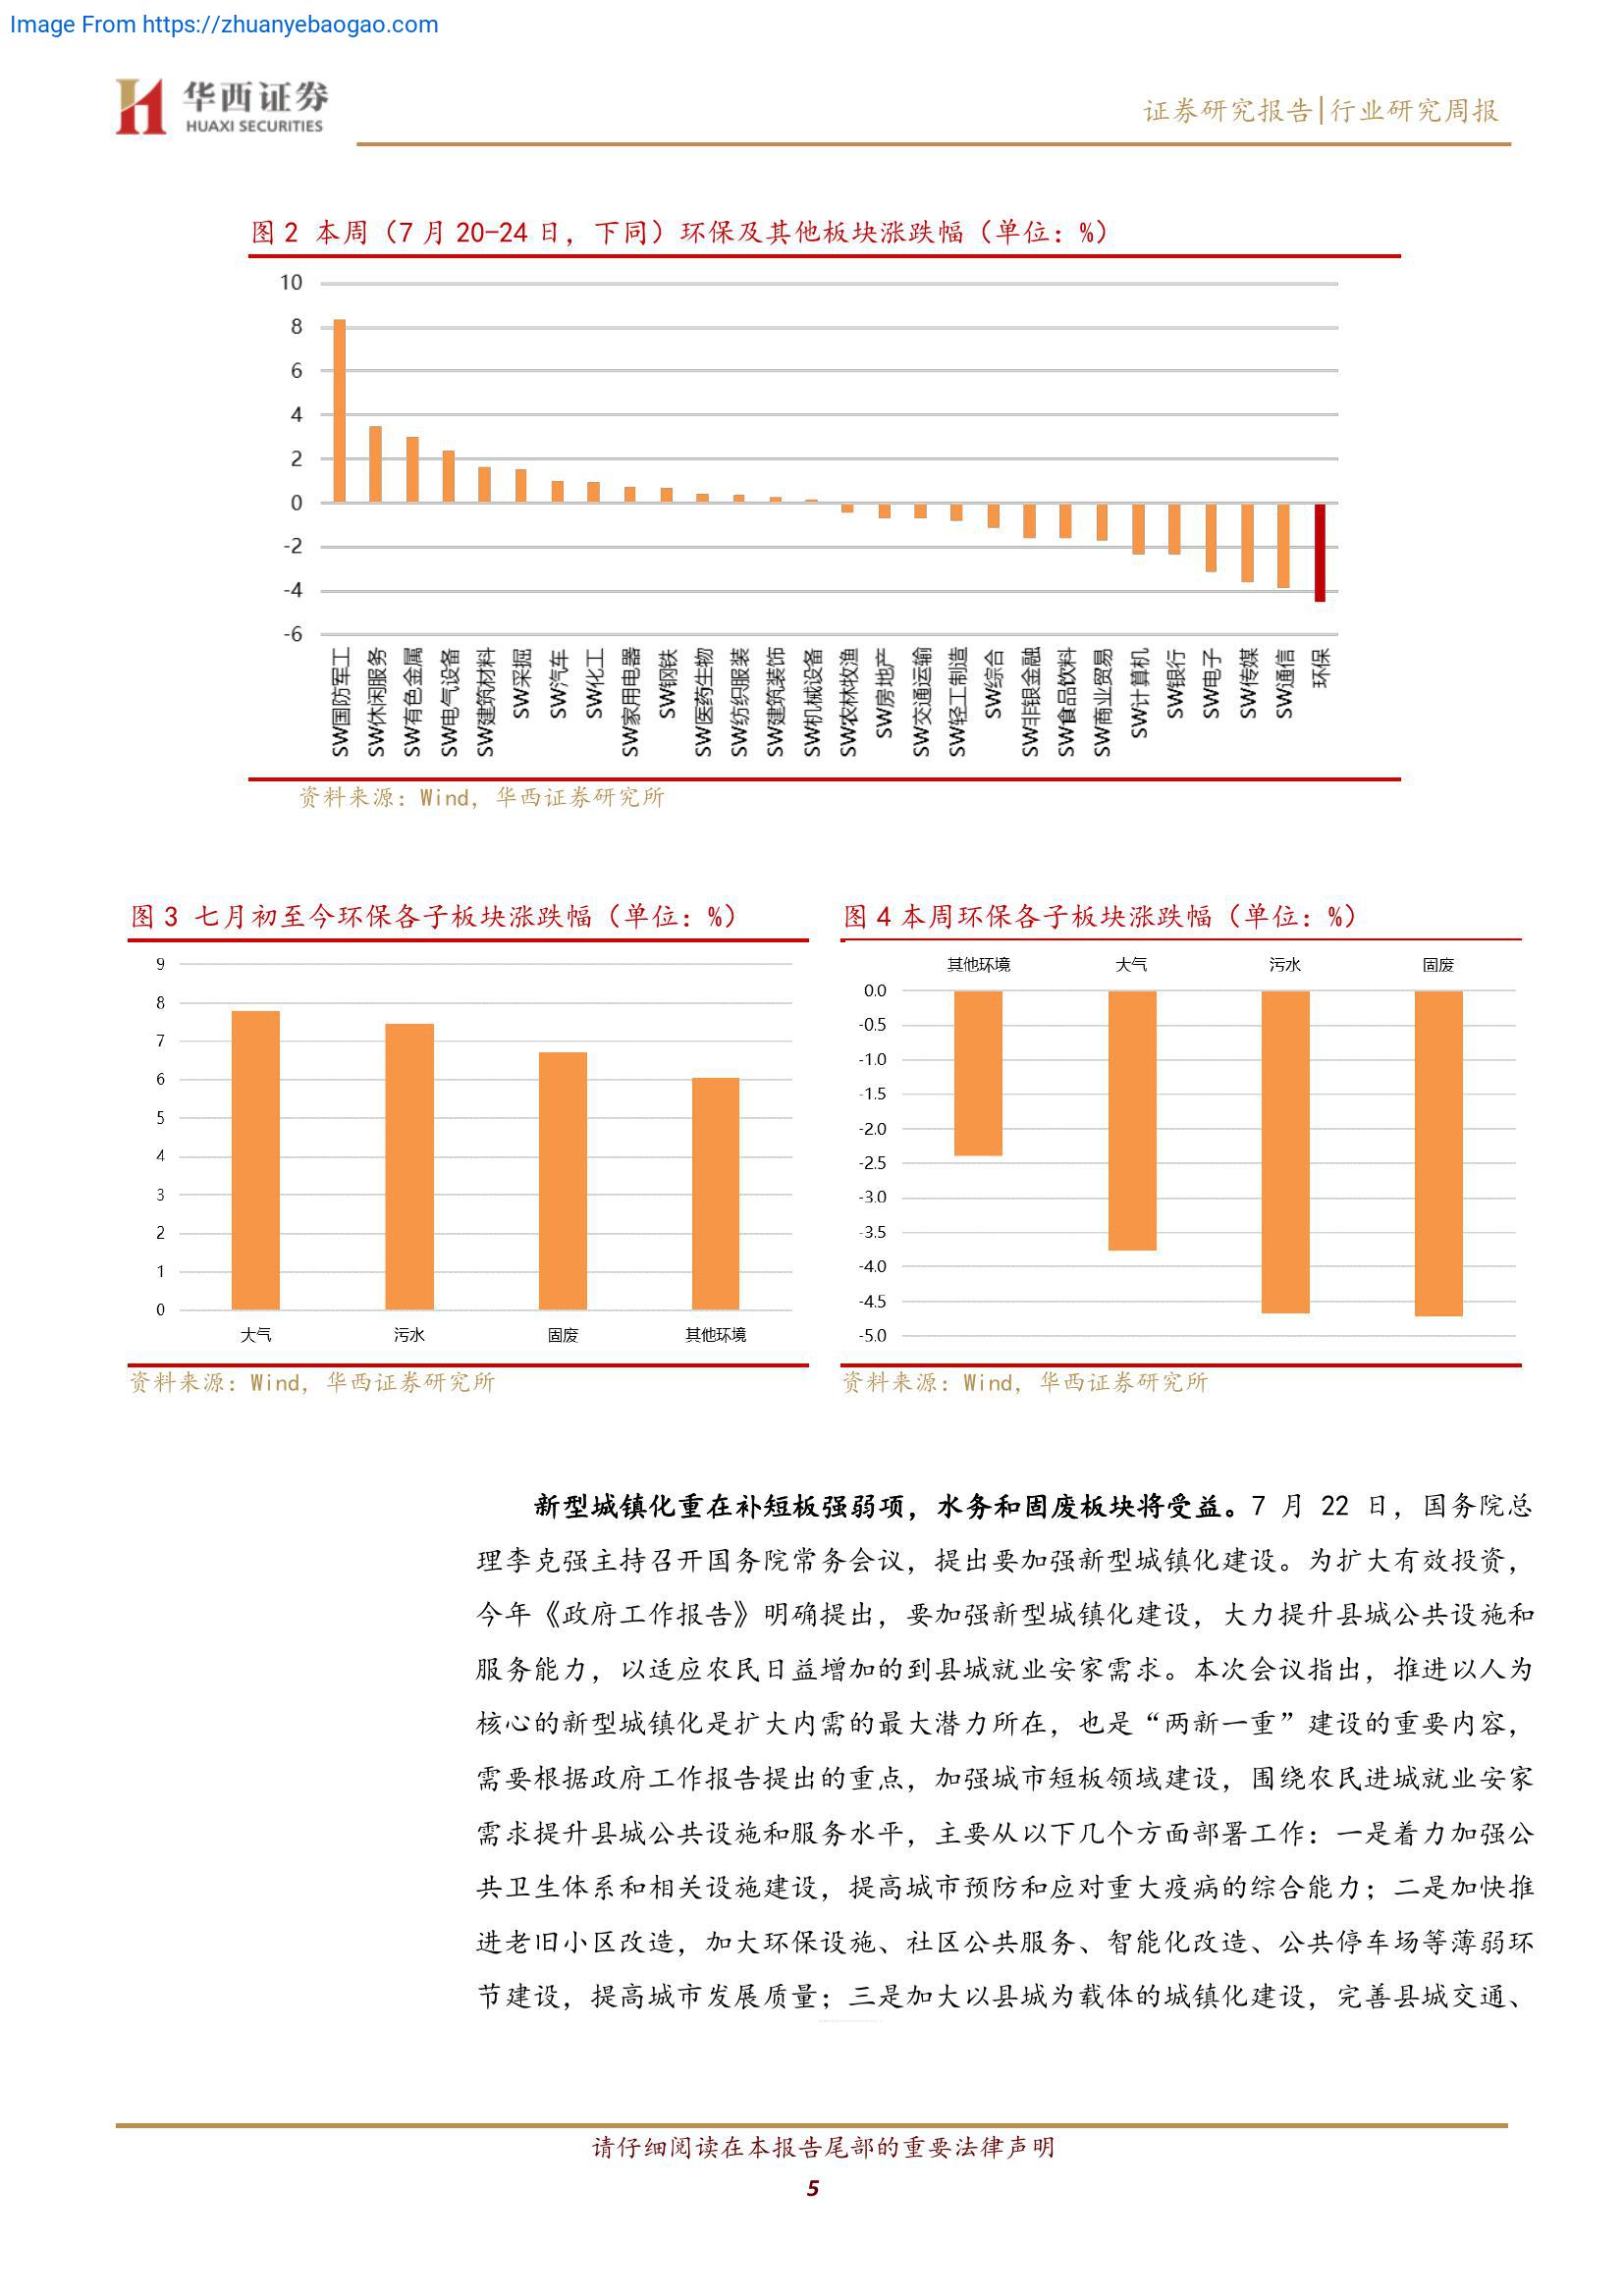 Image From https://zhuanyebaogao.com
华西证券
HUAXI SECURITIES
证券研究报告|行业研究周报
图 2 本周（7 月 20-24 日，下同）环保及其他板块涨跌幅（单位：%）
10
8
6
4
2
0
-2
-4
-6
SW国防军工
SW休闲服务
SW有色金属
SW电气设备
SW建筑材料
SW采掘
SW汽车
SW化工
SW家用电器
SW钢铁
SW医药生物
SW纺织服装
SW建筑装饰
SW机械设备
SW农林牧渔
SW房地产
SW交通运输
SW轻工制造
SW综合
SW非银金融
SW食品饮料
SW商业贸易
SW计算机
SW银行
SW电子
SW传媒
SW通信
环保
资料来源：Wind，华西证券研究所
图 3 七月初至今环保各子板块涨跌幅（单位：%）
9
8
7
6
5
4
3
2
1
0
大气 污水 固废 其他环境
资料来源：Wind，华西证券研究所
图 4 本周环保各子板块涨跌幅（单位：%）
其他环境 大气 污水 固废
0.0
-0.5
-1.0
-1.5
-2.0
-2.5
-3.0
-3.5
-4.0
-4.5
-5.0
资料来源：Wind，华西证券研究所
新型城镇化重在补短板强弱项，水务和固废板块将受益。7 月 22 日，国务院总
理李克强主持召开国务院常务会议，提出要加强新型城镇化建设。为扩大有效投资，
今年《政府工作报告》明确提出，要加强新型城镇化建设，大力提升县城公共设施和
服务能力，以适应农民日益增加的到县城就业安家需求。本次会议指出，推进以人为
核心的新型城镇化是扩大内需的最大潜力所在，也是“两新一重”建设的重要内容，
需要根据政府工作报告提出的重点，加强城市短板领域建设，围绕农民进城就业安家
需求提升县城公共设施和服务水平，主要从以下几个方面部署工作：一是着力加强公
共卫生体系和相关设施建设，提高城市预防和应对重大疫病的综合能力；二是加快推
进老旧小区改造，加大环保设施、社区公共服务、智能化改造、公共停车场等薄弱环
节建设，提高城市发展质量；三是加大以县城为载体的城镇化建设，完善县城交通、
请仔细阅读在本报告尾部的重要法律声明
5